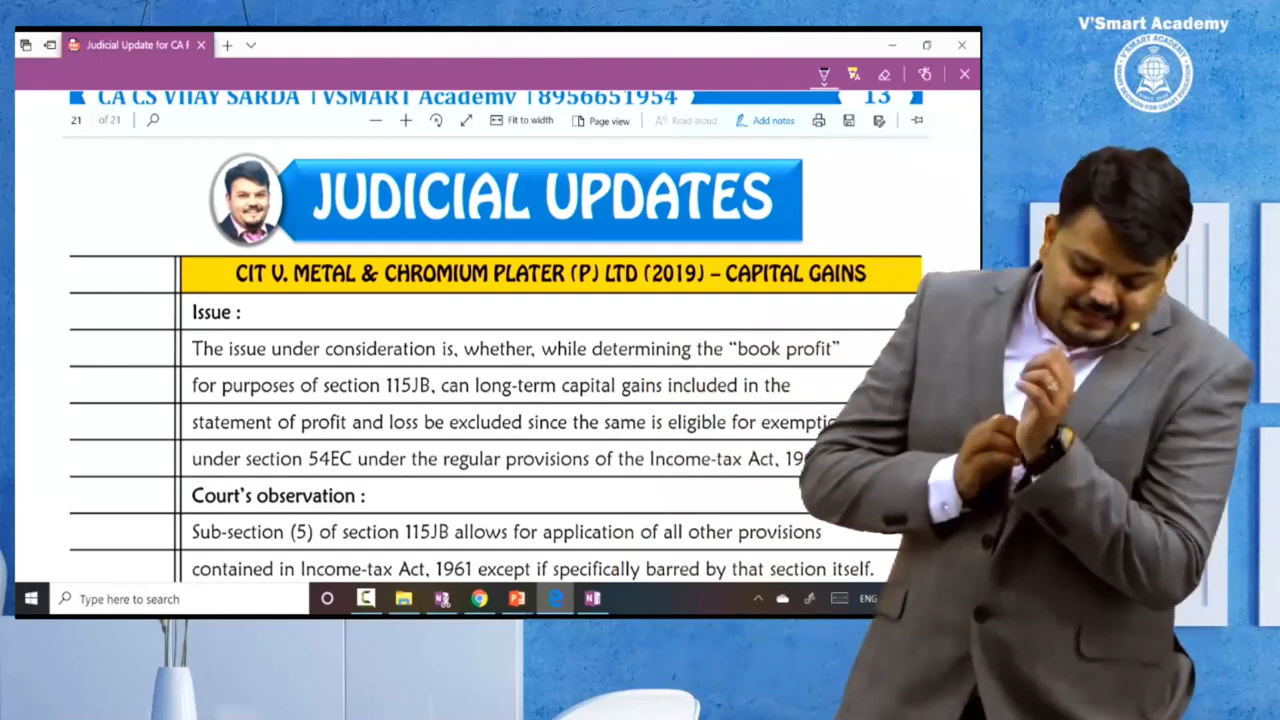 V'Smart Academy
V'SMART ACADEMY
Judicial Update for CA F
CA CS VIJAY SARDA | VSMART Academy | 8956651954
13
21 of 21
Fit to width
Page view
Read aloud
Add notes
JUDICIAL UPDATES
CIT V. METAL & CHROMIUM PLATER (P) LTD (2019) – CAPITAL GAINS
Issue :
The issue under consideration is, whether, while determining the “book profit”
for purposes of section 115JB, can long-term capital gains included in the
statement of profit and loss be excluded since the same is eligible for
under section 54EC under the regular provisions of the Income-tax Act,
Court's observation :
Sub-section (5) of section 115JB allows for application of all other provisions
contained in Income-tax Act, 1961 except if specifically barred by that section itself.
Type here to search
ENG